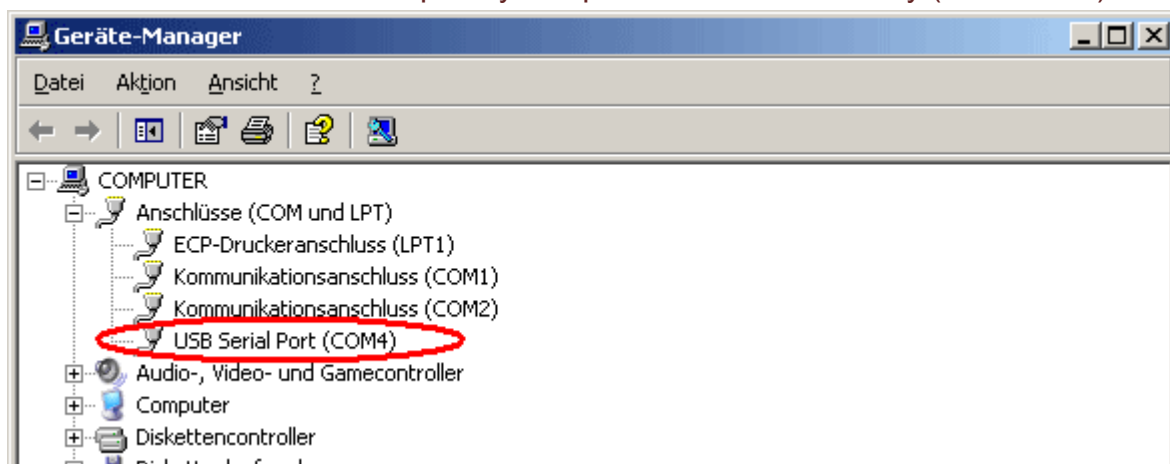 Geräte-Manager
Datei Aktion Ansicht ?
COMPUTER
Anschlüsse (COM und LPT)
ECP-Druckeranschluss (LPT1)
Kommunikationsanschluss (COM1)
Kommunikationsanschluss (COM2)
USB Serial Port (COM4)
Audio-, Video- und Gamecontroller
Computer
Diskettencontroller